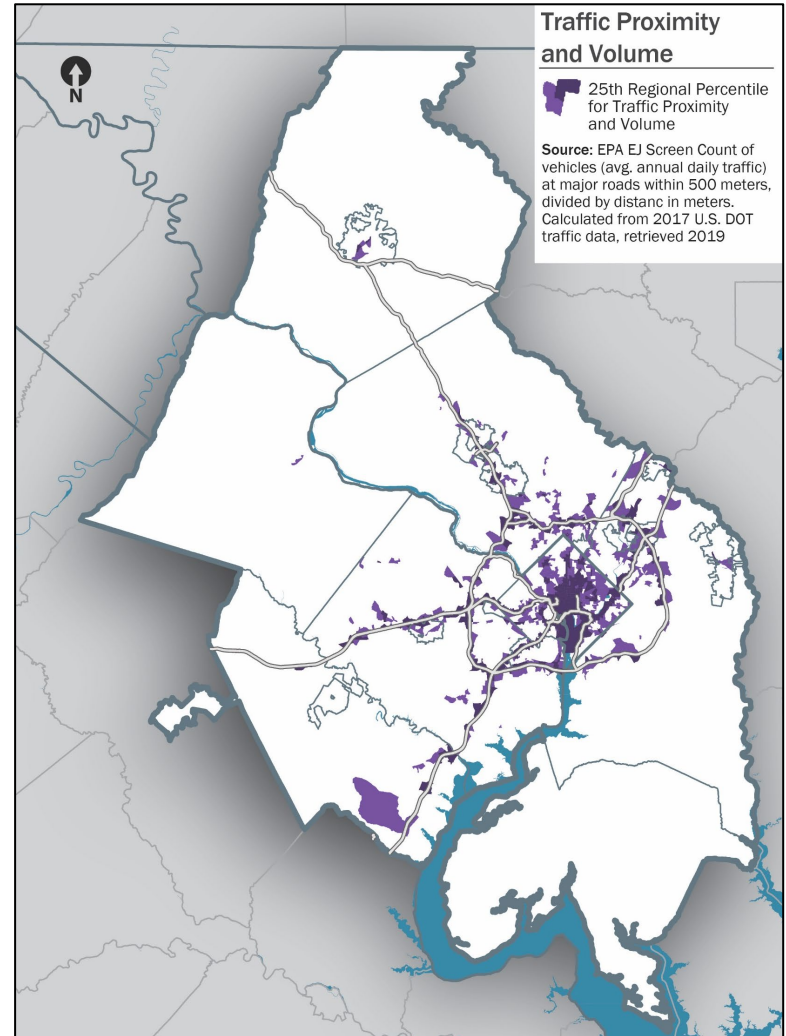 Traffic Proximity
and Volume
N
25th Regional Percentile
for Traffic Proximity
and Volume
Source: EPA EJ Screen Count of
vehicles (avg. annual daily traffic)
at major roads within 500 meters,
divided by distanc in meters.
Calculated from 2017 U.S. DOT
traffic data, retrieved 2019